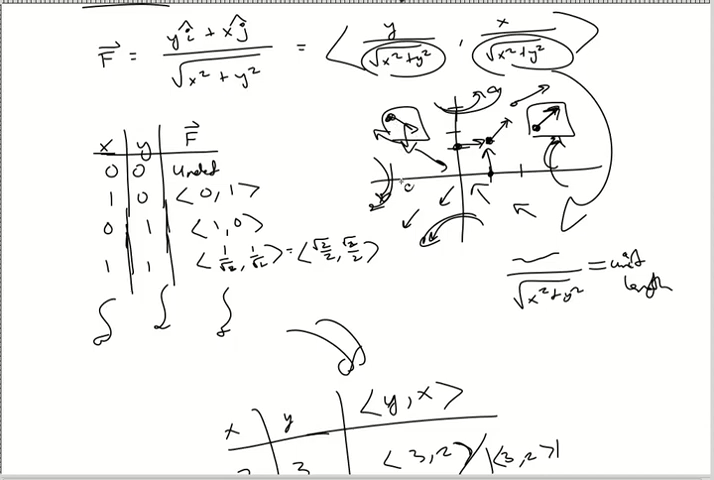 F⃗ = (yî + xĵ) / √(x² + y²) = ⟨ y / √(x²+y²) , x / √(x²+y²) ⟩
x | y | F⃗
0 | 0 | undef
1 | 0 | ⟨0, 1⟩
0 | 1 | ⟨1, 0⟩
1 | 1 | ⟨1/√2, 1/√2⟩ = ⟨√2/2, √2/2⟩
/ √(x²+y²) = unit length
x | y | ⟨y, x⟩
2 | 3 | ⟨3, 2⟩ / |⟨3, 2⟩|